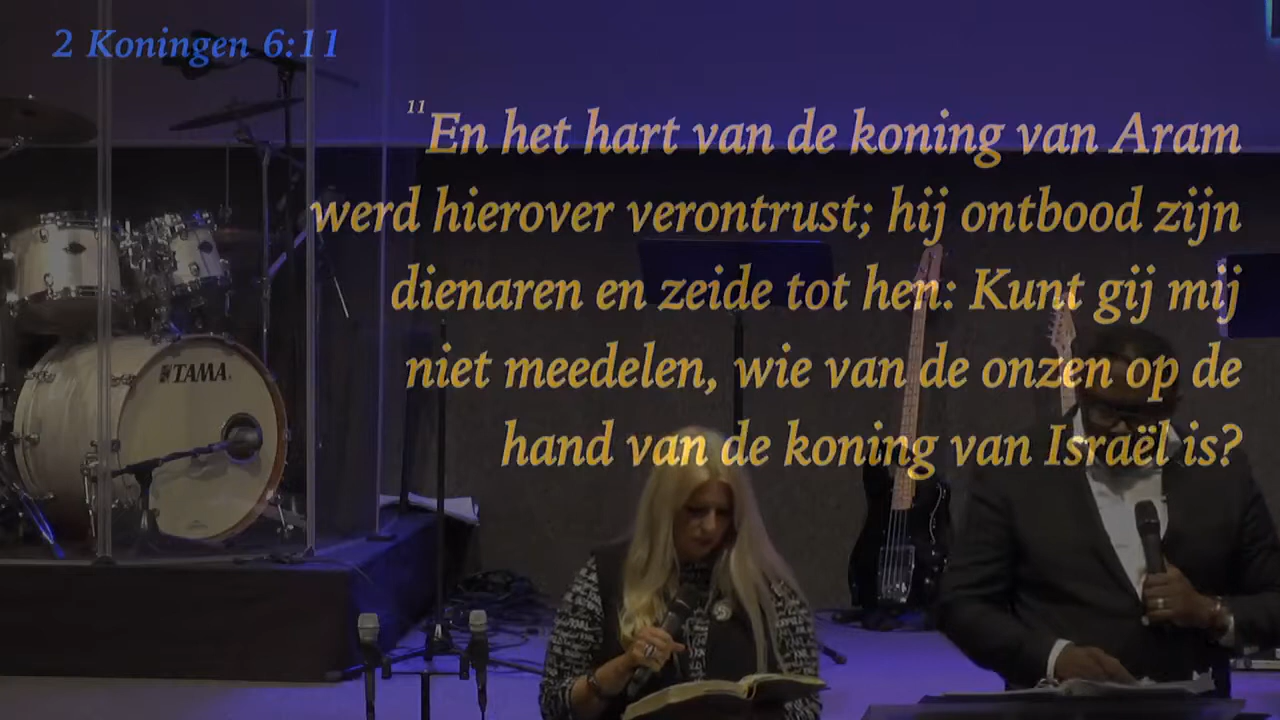 2 Koningen 6:11
11 En het hart van de koning van Aram
werd hierover verontrust; hij ontbood zijn
dienaren en zeide tot hen: Kunt gij mij
niet meedelen, wie van de onzen op de
hand van de koning van Israël is?
TAMA